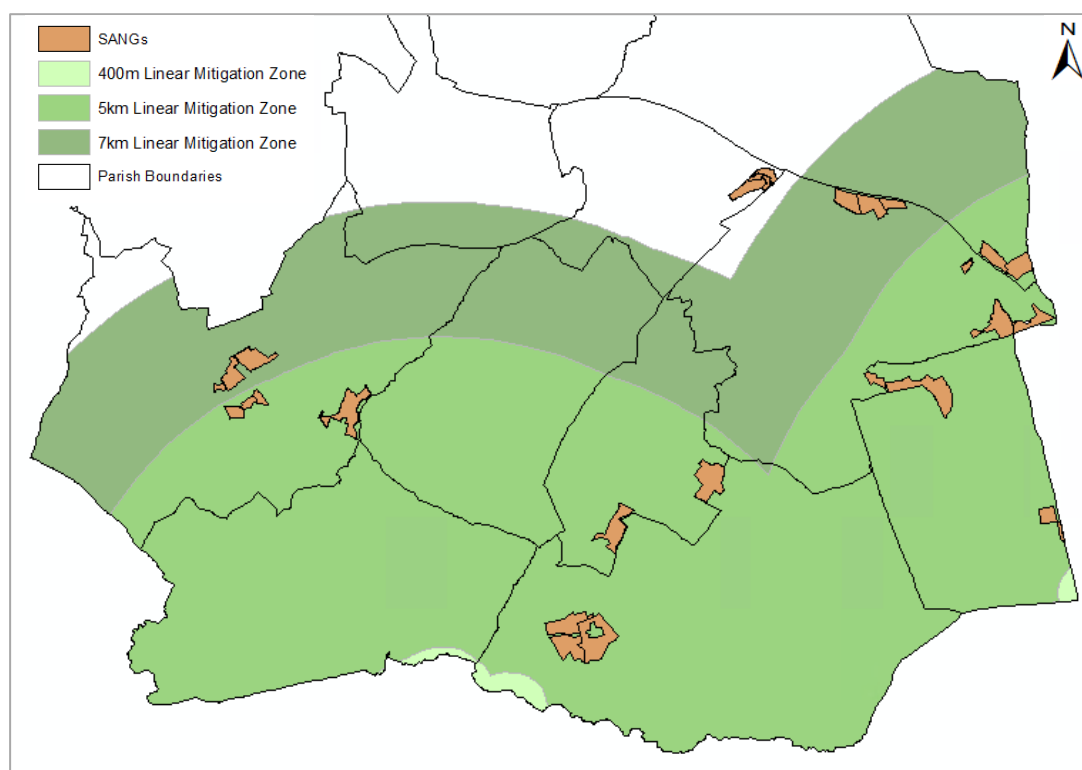 SANGs
400m Linear Mitigation Zone
5km Linear Mitigation Zone
7km Linear Mitigation Zone
Parish Boundaries
N